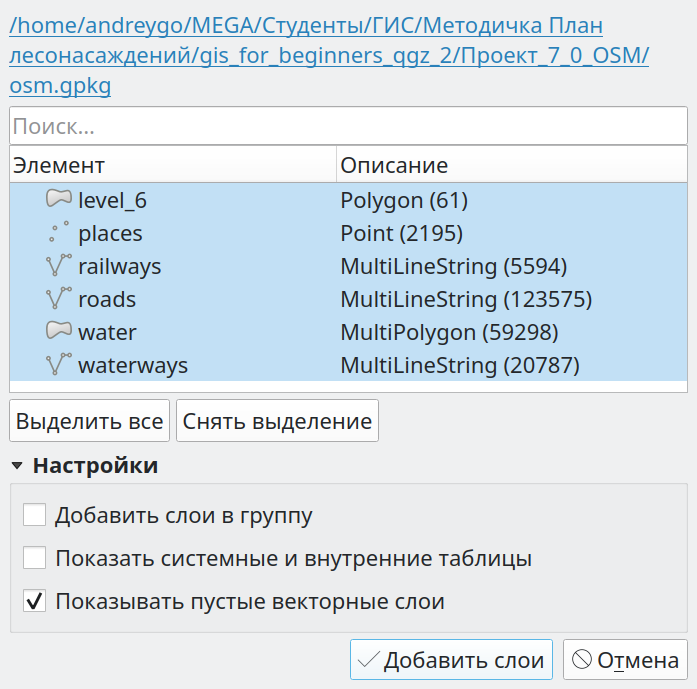 /home/andreygo/MEGA/Студенты/ГИС/Методичка План
лесонасаждений/gis_for_beginners_qgz_2/Проект_7_0_OSM/
osm.gpkg
Поиск...
Элемент Описание
level_6 Polygon (61)
places Point (2195)
railways MultiLineString (5594)
roads MultiLineString (123575)
water MultiPolygon (59298)
waterways MultiLineString (20787)
Выделить все Снять выделение
Настройки
Добавить слои в группу
Показать системные и внутренние таблицы
Показывать пустые векторные слои
Добавить слои Отмена